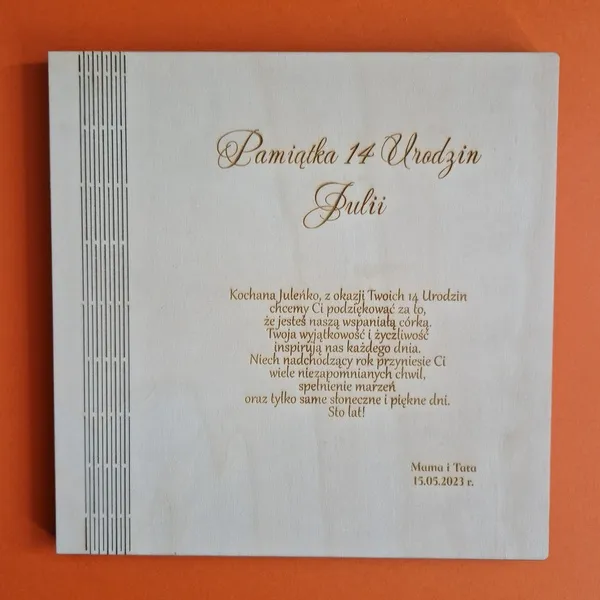 Pamiątka 14 Urodzin
Julii
Kochana Juleńko, z okazji Twoich 14 Urodzin
chcemy Ci podziękować za to,
że jesteś naszą wspaniałą córką.
Twoja wyjątkowość i życzliwość
inspirują nas każdego dnia.
Niech nadchodzący rok przyniesie Ci
wiele niezapomnianych chwil,
spełnienie marzeń
oraz tylko same słoneczne i piękne dni.
Sto lat!
Mama i Tata
15.05.2023 r.